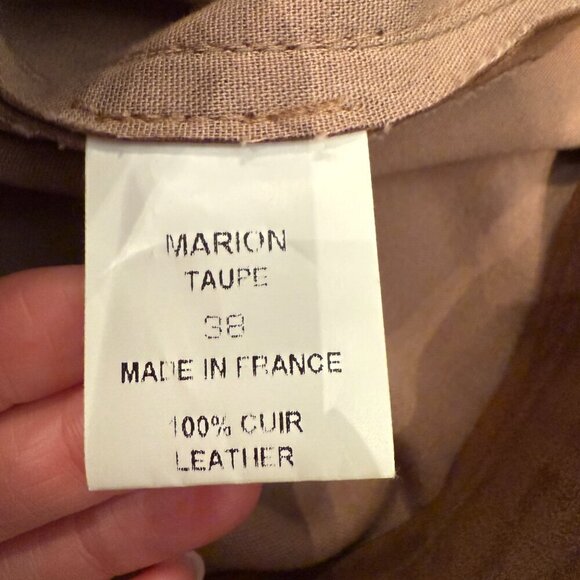 MARION
TAUPE
38
MADE IN FRANCE
100% CUIR
LEATHER